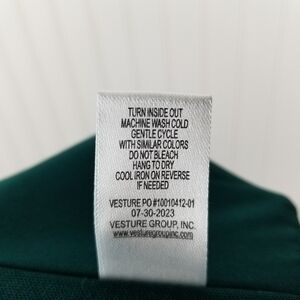 TURN INSIDE OUT
MACHINE WASH COLD
GENTLE CYCLE
WITH SIMILAR COLORS
DO NOT BLEACH
HANG TO DRY
COOL IRON ON REVERSE
IF NEEDED
VESTURE PO #10010412-01
07-30-2023
VESTURE GROUP, INC.
www.vesturegroupinc.com